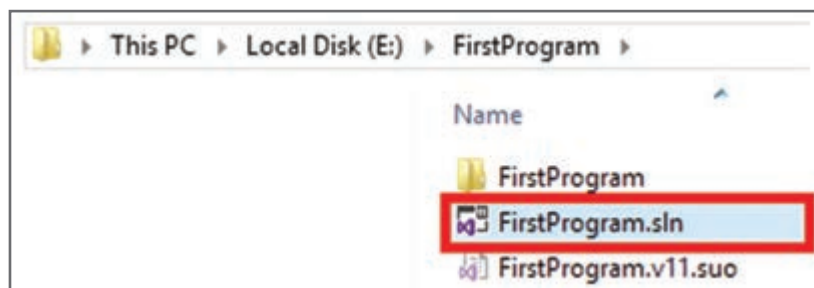 This PC Local Disk (E:) FirstProgram
Name
FirstProgram
FirstProgram.sln
FirstProgram.v11.suo